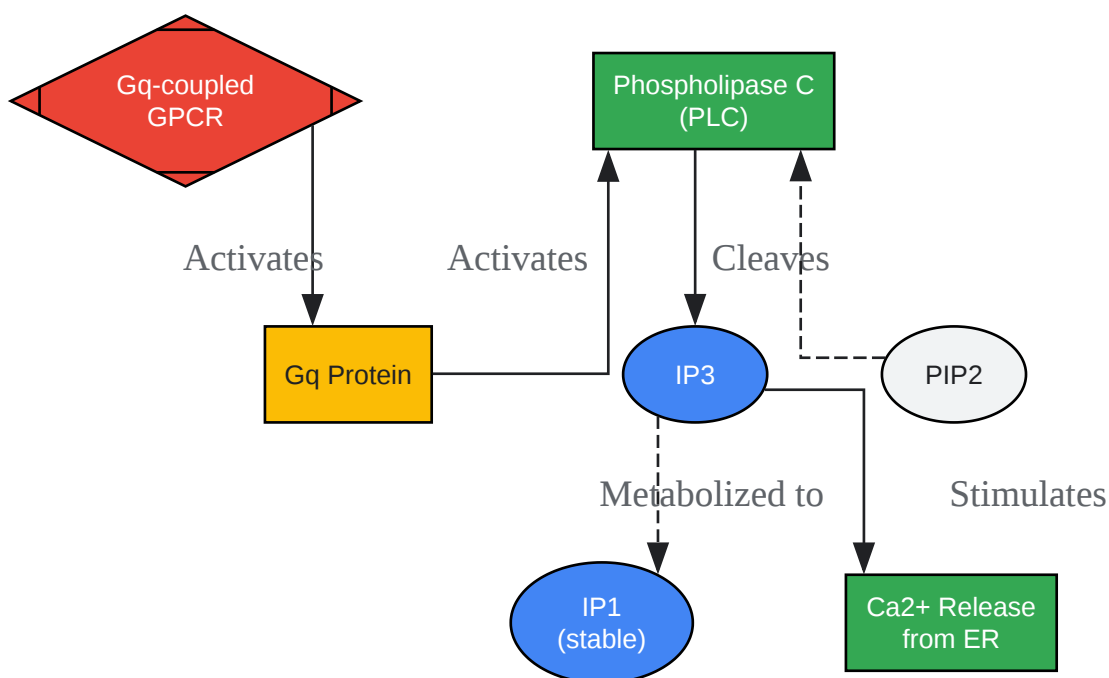 Gq-coupled
GPCR
Phospholipase C
(PLC)
Activates
Activates
Cleaves
Gq Protein
IP3
PIP2
Metabolized to
Stimulates
IP1
(stable)
Ca2+ Release
from ER